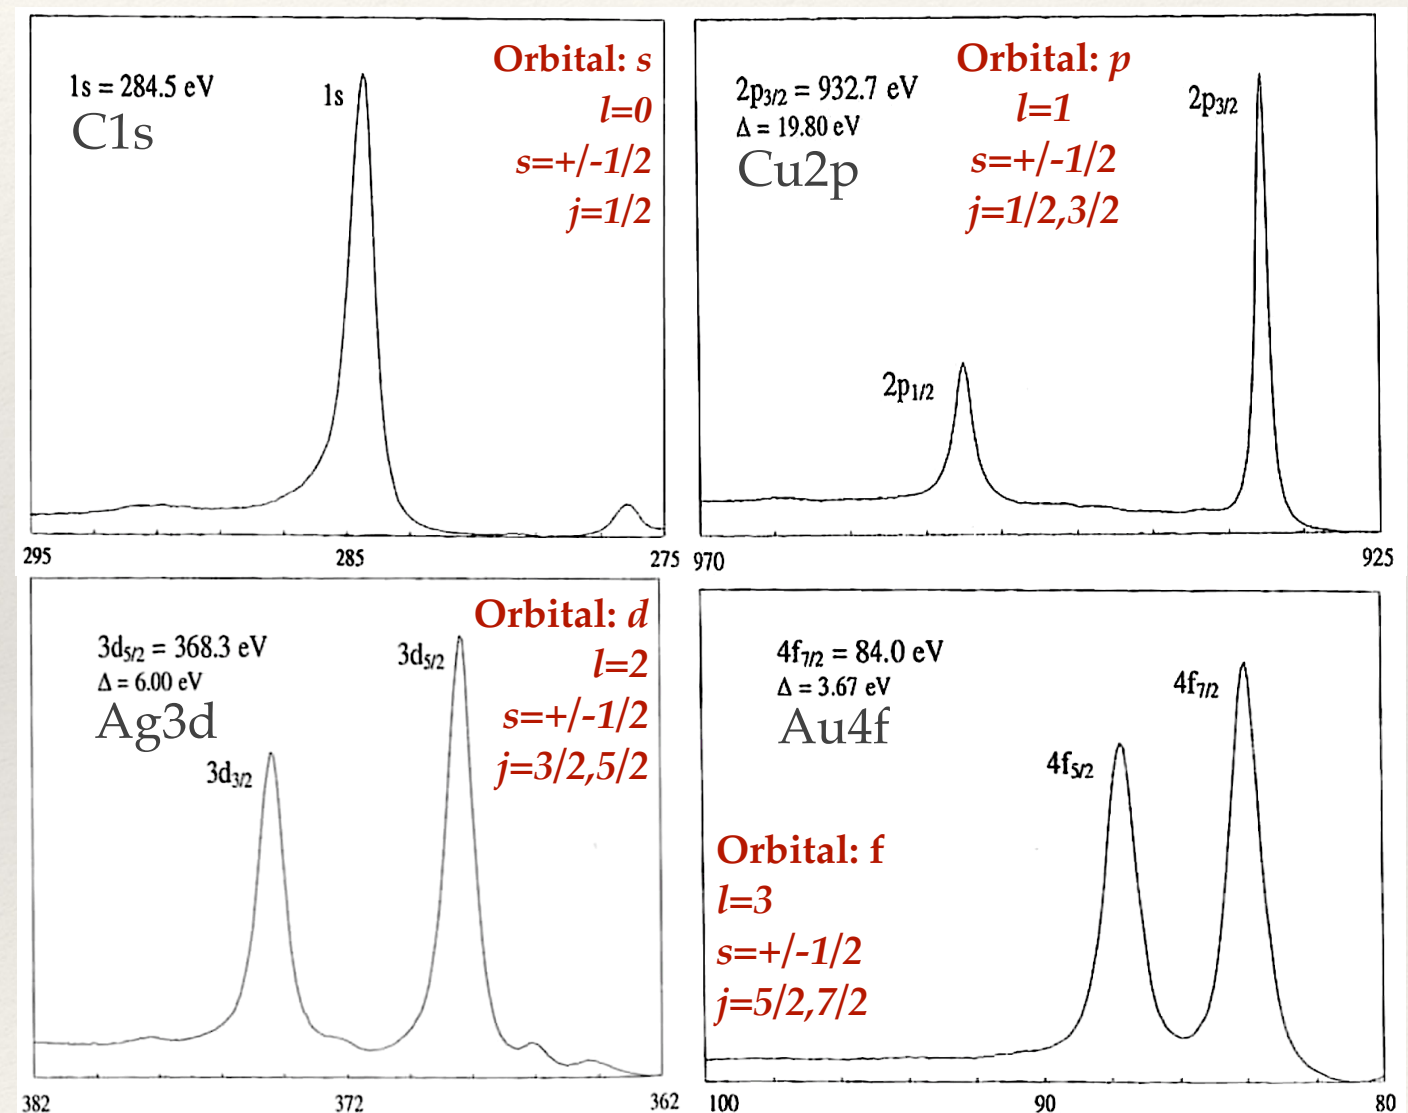 1s = 284.5 eV
C1s
1s
Orbital: s
l=0
s=+/-1/2
j=1/2
295
285
275
2p3/2 = 932.7 eV
Δ = 19.80 eV
Cu2p
Orbital: p
l=1
s=+/-1/2
j=1/2,3/2
2p3/2
2p1/2
970
925
3d5/2 = 368.3 eV
Δ = 6.00 eV
Ag3d
3d5/2
3d3/2
Orbital: d
l=2
s=+/-1/2
j=3/2,5/2
382
372
362
4f7/2 = 84.0 eV
Δ = 3.67 eV
Au4f
4f7/2
4f5/2
Orbital: f
l=3
s=+/-1/2
j=5/2,7/2
100
90
80